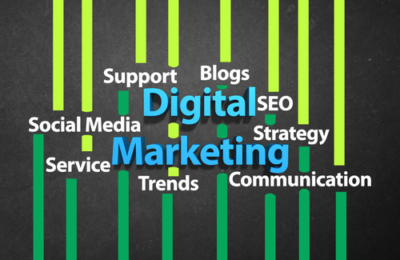 Support
Blogs
Digital
SEO
Social Media
Strategy
Marketing
Service
Trends
Communication